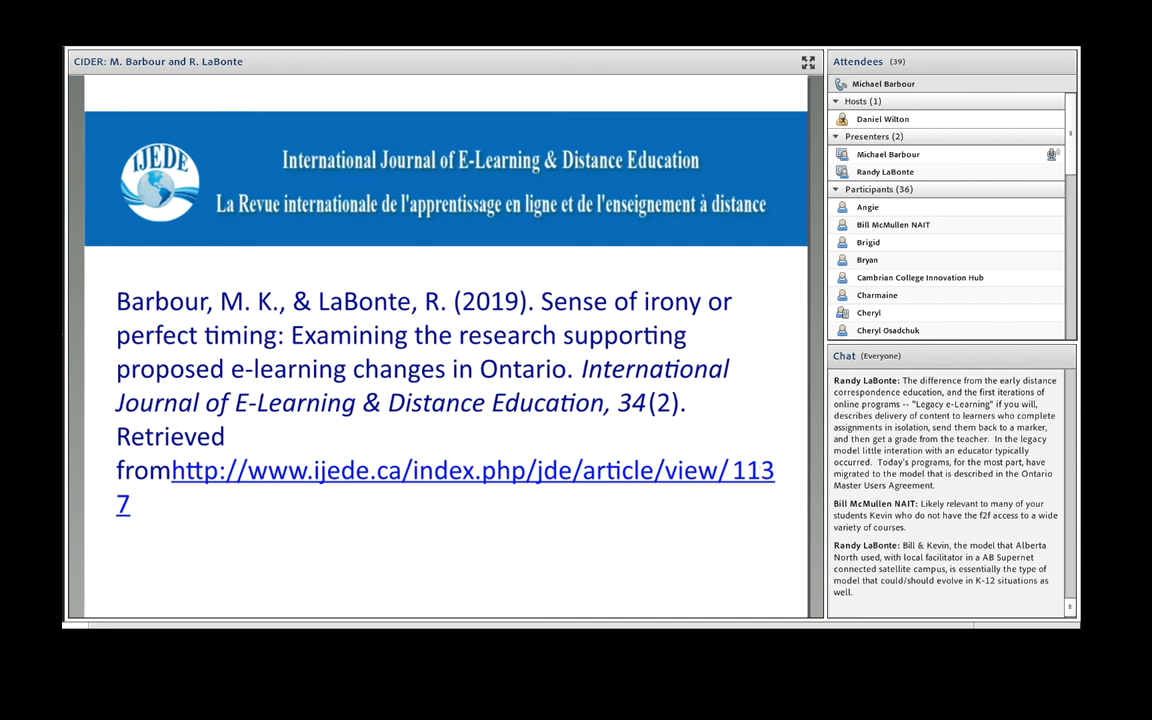 CIDER: M. Barbour and R. LaBonte
IJEDE
International Journal of E-Learning & Distance Education
La Revue internationale de l'apprentissage en ligne et de l'enseignement à distance
Barbour, M. K., & LaBonte, R. (2019). Sense of irony or
perfect timing: Examining the research supporting
proposed e-learning changes in Ontario. International
Journal of E-Learning & Distance Education, 34(2).
Retrieved
fromhttp://www.ijede.ca/index.php/jde/article/view/113
7
Attendees (39)
Michael Barbour
Hosts (1)
Daniel Wilton
Presenters (2)
Michael Barbour
Randy LaBonte
Participants (36)
Angie
Bill McMullen NAIT
Brigid
Bryan
Cambrian College Innovation Hub
Charmaine
Cheryl
Cheryl Osadchuk
Chat (Everyone)
Randy LaBonte: The difference from the early distance
correspondence education, and the first iterations of
online programs -- "Legacy e-Learning" if you will,
describes delivery of content to learners who complete
assignments in isolation, send them back to a marker,
and then get a grade from the teacher. In the legacy
model little interation with an educator typically
occurred. Today's programs, for the most part, have
migrated to the model that is described in the Ontario
Master Users Agreement.
Bill McMullen NAIT: Likely relevant to many of your
students Kevin who do not have the f2f access to a wide
variety of courses.
Randy LaBonte: Bill & Kevin, the model that Alberta
North used, with local facilitator in a AB Supernet
connected satellite campus, is essentially the type of
model that could/should evolve in K-12 situations as
well.